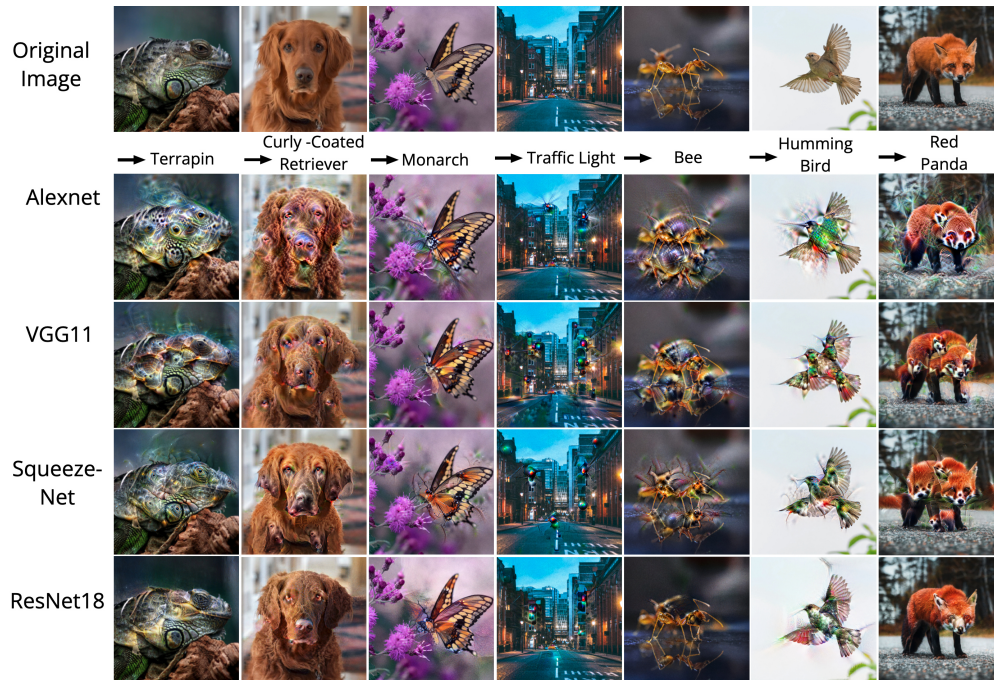 Original
Image
Terrapin
Curly -Coated
Retriever
Monarch
Traffic Light
Bee
Humming
Bird
Red
Panda
Alexnet
VGG11
Squeeze-
Net
ResNet18